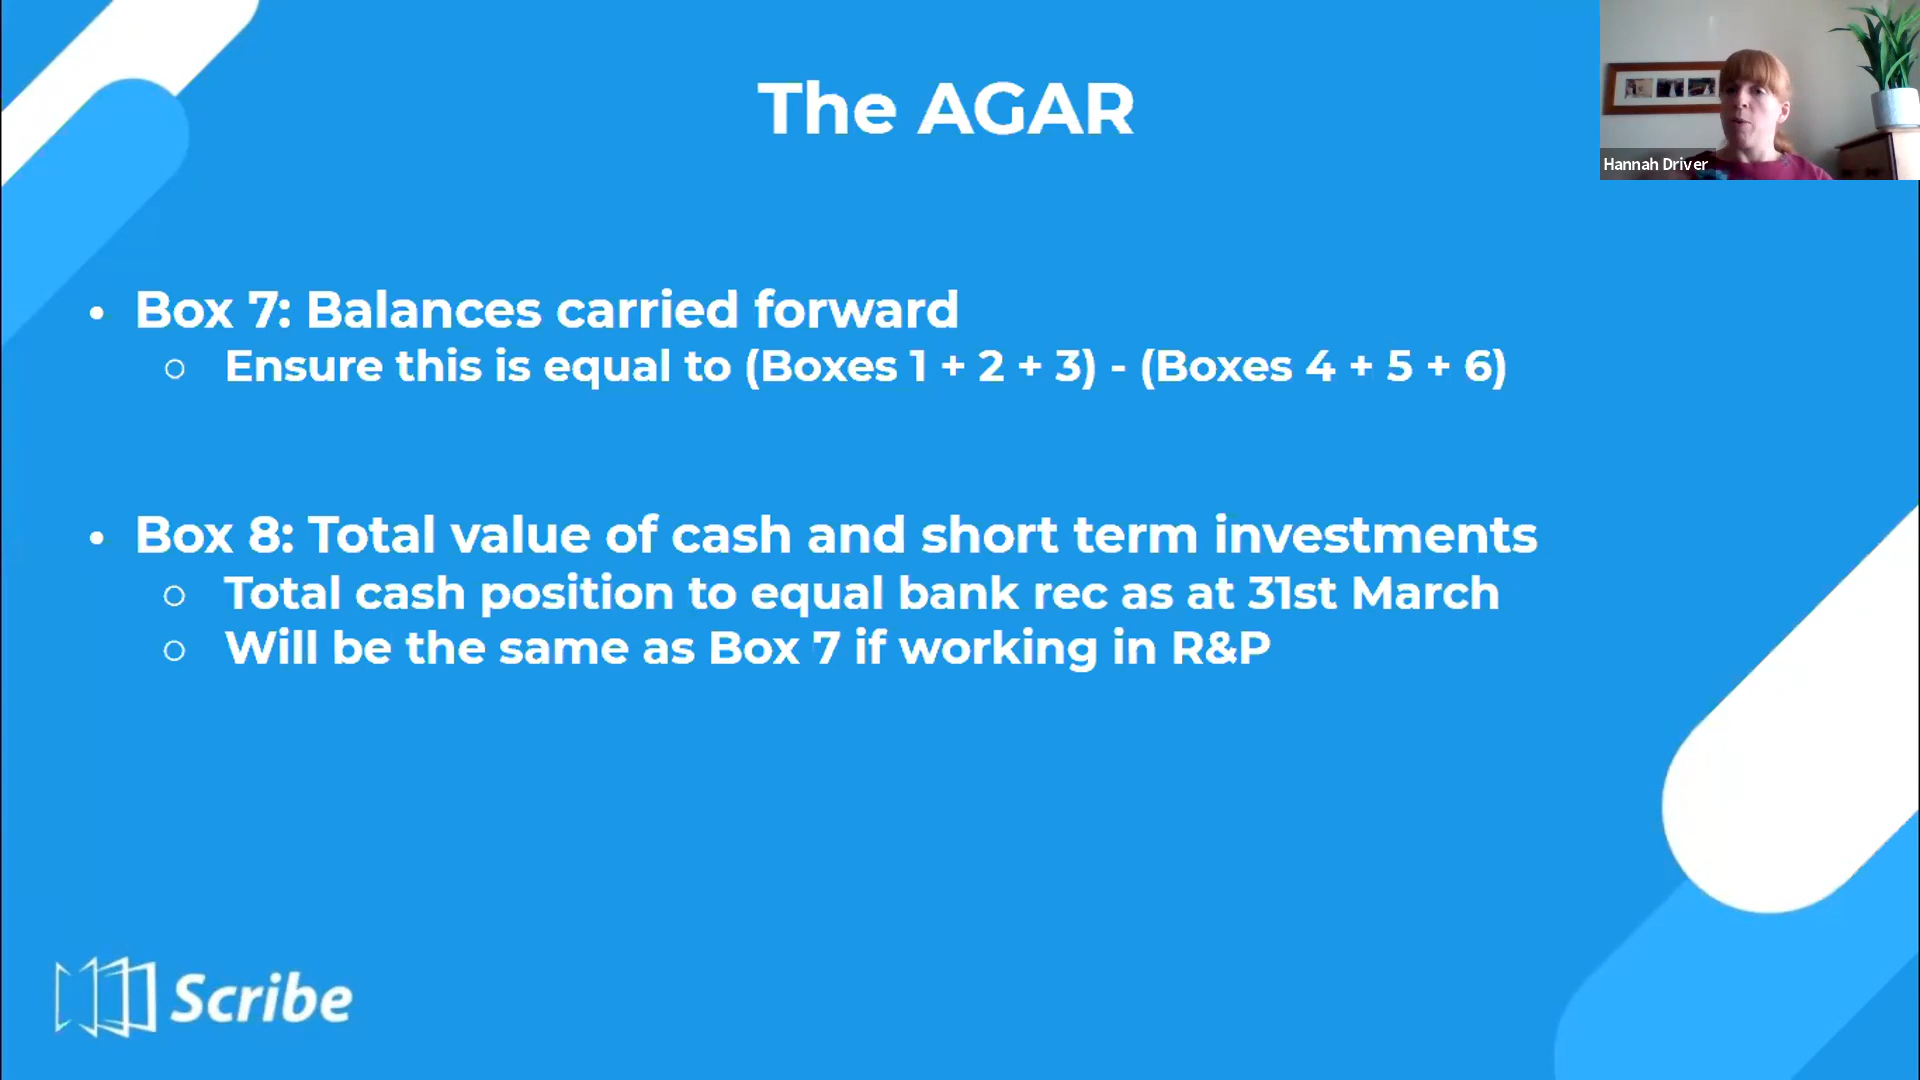 The AGAR
Hannah Driver
• Box 7: Balances carried forward
○ Ensure this is equal to (Boxes 1 + 2 + 3) - (Boxes 4 + 5 + 6)
• Box 8: Total value of cash and short term investments
○ Total cash position to equal bank rec as at 31st March
○ Will be the same as Box 7 if working in R&P
Scribe